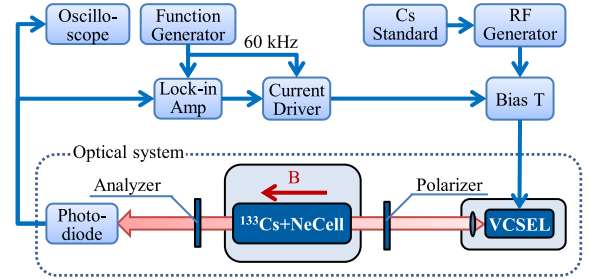 Oscillo-
scope
Function
Generator
60 kHz
Cs
Standard
RF
Generator
Lock-in
Amp
Current
Driver
Bias T
Optical system
Analyzer
B
Polarizer
Photo-
diode
¹³³Cs+NeCell
VCSEL